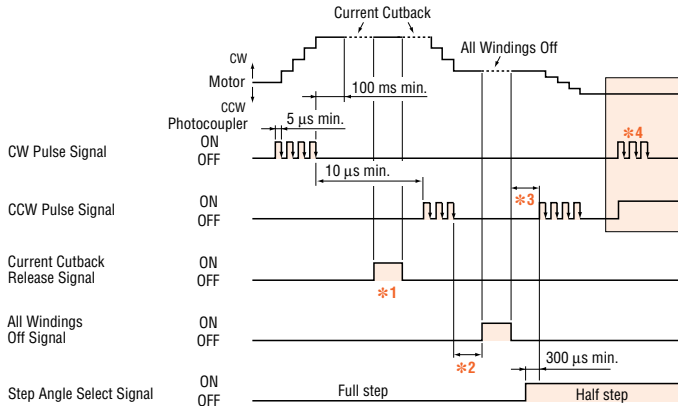 Current Cutback
All Windings Off
CW
Motor
CCW
100 ms min.
Photocoupler
5 µs min.
CW Pulse Signal
ON
OFF
*4
10 µs min.
CCW Pulse Signal
ON
OFF
*3
Current Cutback
Release Signal
ON
OFF
*1
All Windings
Off Signal
ON
OFF
*2
300 µs min.
Step Angle Select Signal
ON
OFF
Full step
Half step